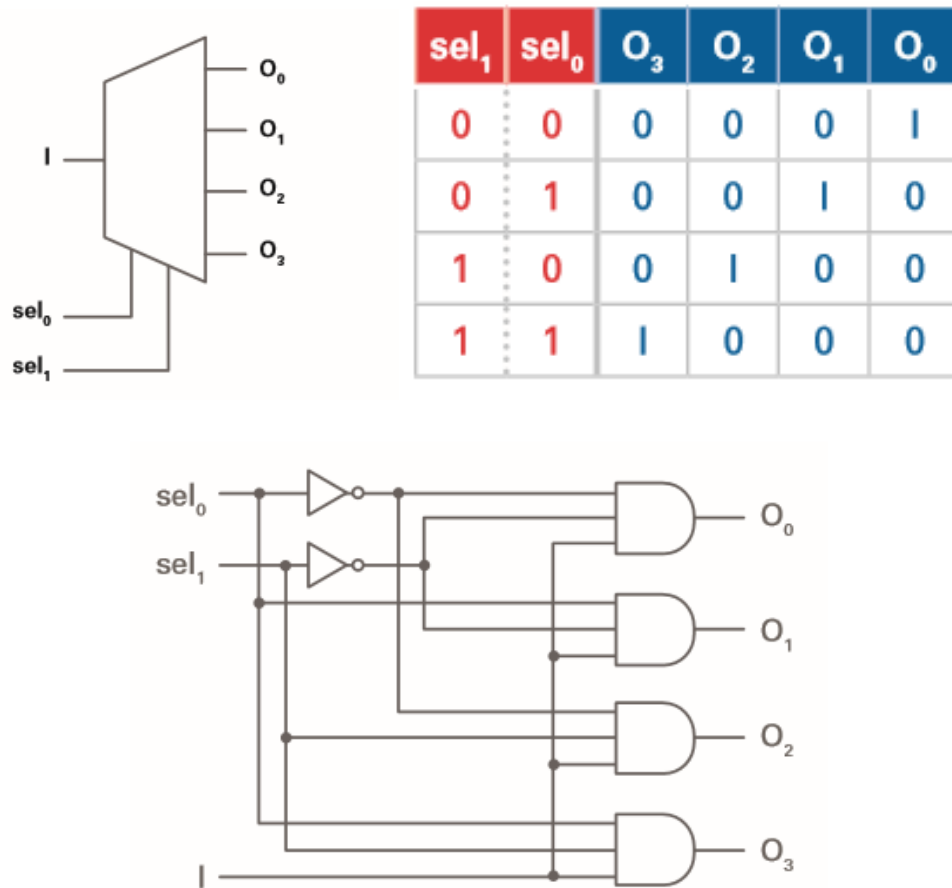 O₀
O₁
I
O₂
O₃
sel₀
sel₁
sel₁ sel₀ O₃ O₂ O₁ O₀
0 0 0 0 0 I
0 1 0 0 I 0
1 0 0 I 0 0
1 1 I 0 0 0
sel₀
O₀
sel₁
O₁
O₂
O₃
I